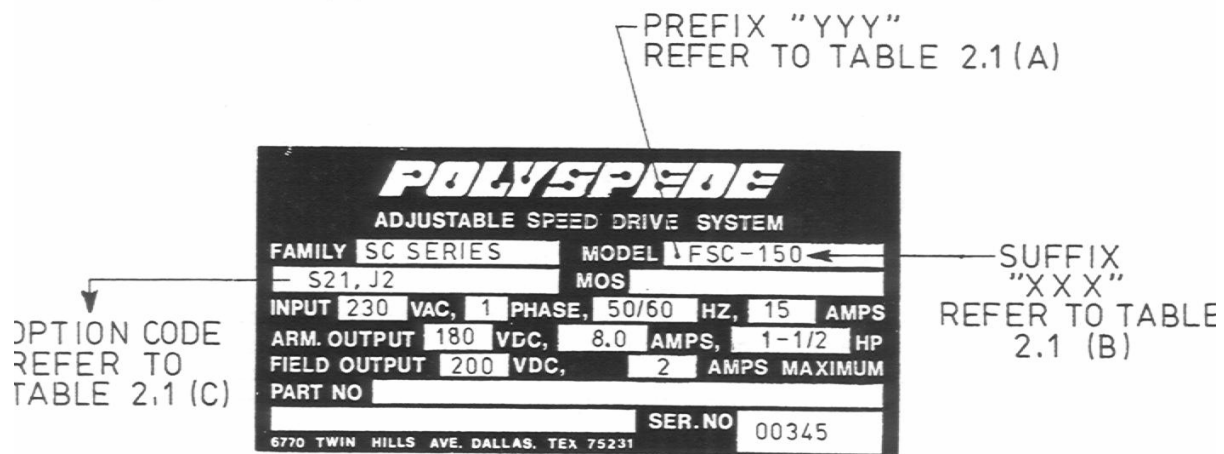 PREFIX "YYY"
REFER TO TABLE 2.1 (A)
POLYSPEDE
ADJUSTABLE SPEED DRIVE SYSTEM
FAMILY SC SERIES MODEL FSC-150
S21, J2 MOS
INPUT 230 VAC, 1 PHASE, 50/60 HZ, 15 AMPS
ARM. OUTPUT 180 VDC, 8.0 AMPS, 1-1/2 HP
FIELD OUTPUT 200 VDC, 2 AMPS MAXIMUM
PART NO
SER.NO 00345
6770 TWIN HILLS AVE. DALLAS, TEX 75231
OPTION CODE
REFER TO
TABLE 2.1 (C)
SUFFIX
"XXX"
REFER TO TABLE
2.1 (B)